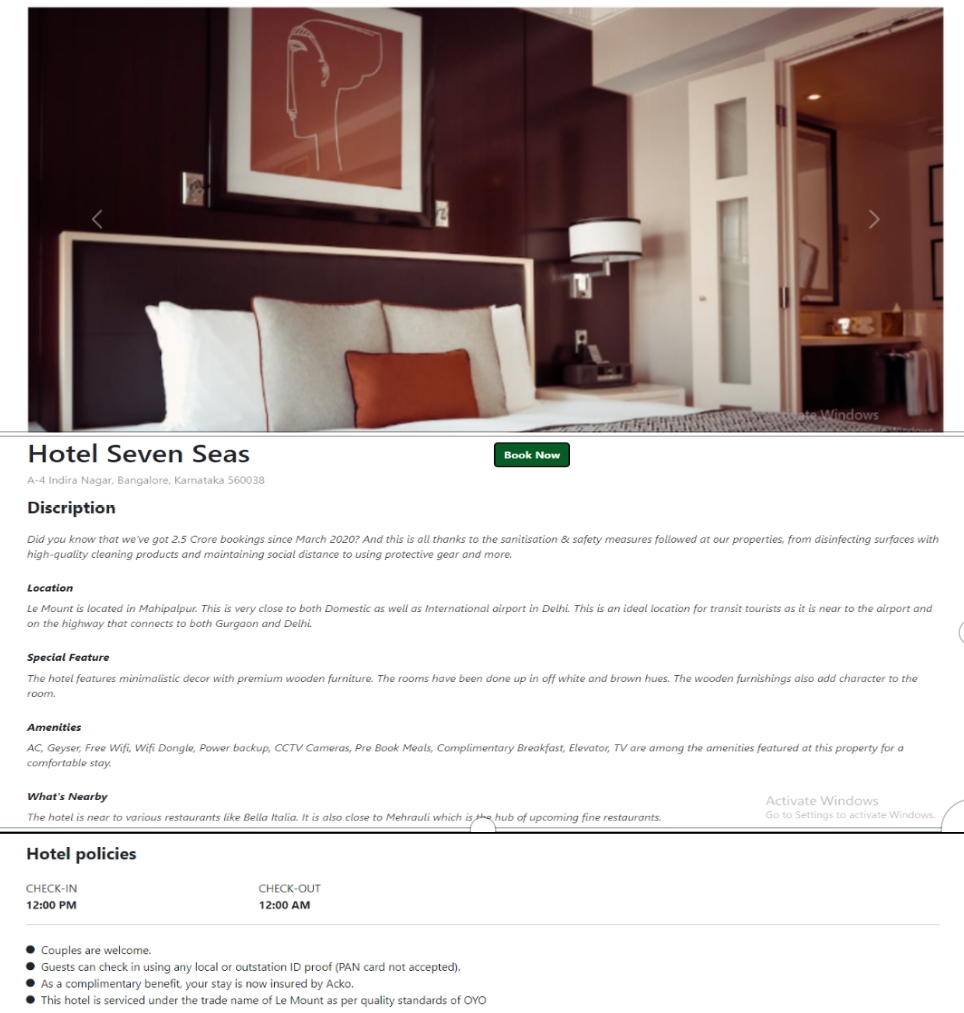 ate Windows
Hotel Seven Seas
Book Now
A-4 Indira Nagar, Bangalore, Karnataka 560038
Discription
Did you know that we've got 2.5 Crore bookings since March 2020? And this is all thanks to the sanitisation & safety measures followed at our properties, from disinfecting surfaces with
high-quality cleaning products and maintaining social distance to using protective gear and more.
Location
Le Mount is located in Mahipalpur. This is very close to both Domestic as well as International airport in Delhi. This is an ideal location for transit tourists as it is near to the airport and
on the highway that connects to both Gurgaon and Delhi.
Special Feature
The hotel features minimalistic decor with premium wooden furniture. The rooms have been done up in off white and brown hues. The wooden furnishings also add character to the
room.
Amenities
AC, Geyser, Free Wifi, Wifi Dongle, Power backup, CCTV Cameras, Pre Book Meals, Complimentary Breakfast, Elevator, TV are among the amenities featured at this property for a
comfortable stay.
What's Nearby
The hotel is near to various restaurants like Bella Italia. It is also close to Mehrauli which is the hub of upcoming fine restaurants.
Activate Windows
Go to Settings to activate Windows.
Hotel policies
CHECK-IN CHECK-OUT
12:00 PM 12:00 AM
Couples are welcome.
Guests can check in using any local or outstation ID proof (PAN card not accepted).
As a complimentary benefit, your stay is now insured by Acko.
This hotel is serviced under the trade name of Le Mount as per quality standards of OYO